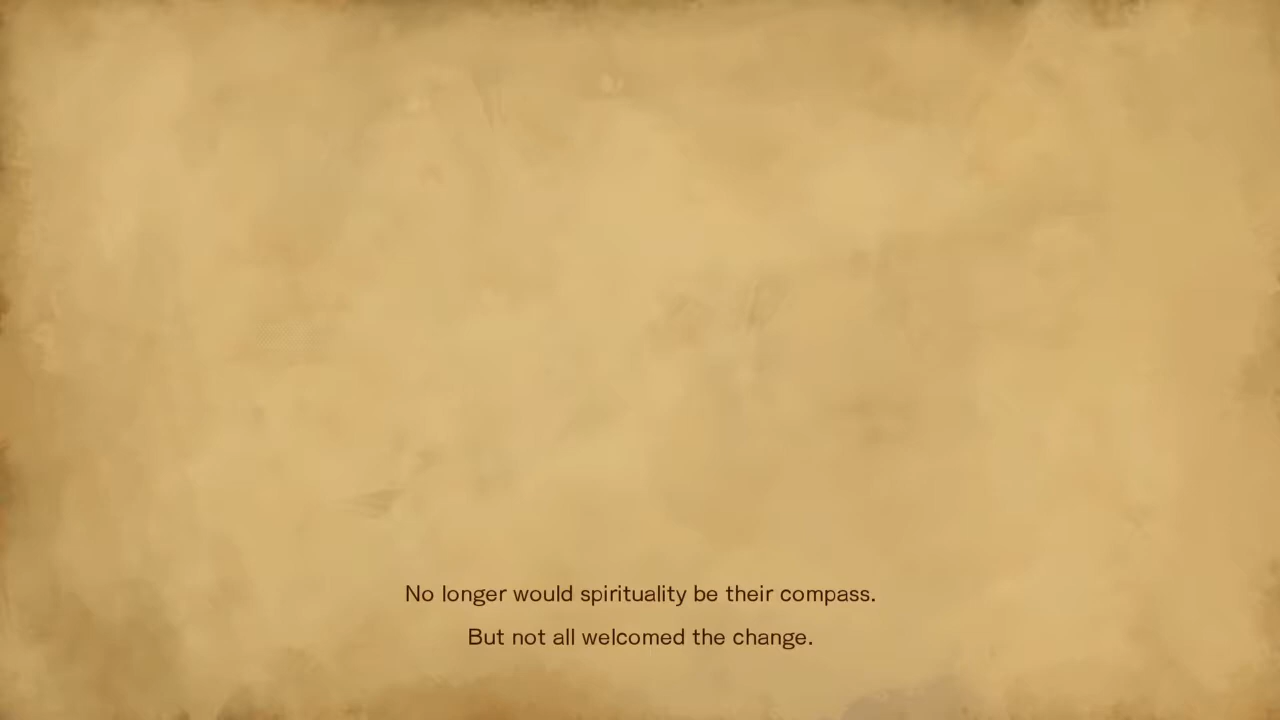 No longer would spirituality be their compass.
But not all welcomed the change.